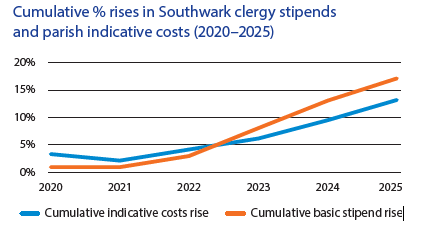 Cumulative % rises in Southwark clergy stipends
and parish indicative costs (2020–2025)
20%
15%
10%
5%
0%
2020 2021 2022 2023 2024 2025
Cumulative indicative costs rise Cumulative basic stipend rise